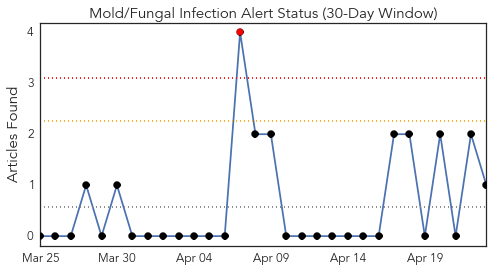 Mold/Fungal Infection Alert Status (30-Day Window)
Articles Found
4
3
2
1
0
Mar 25 Mar 30 Apr 04 Apr 09 Apr 14 Apr 19